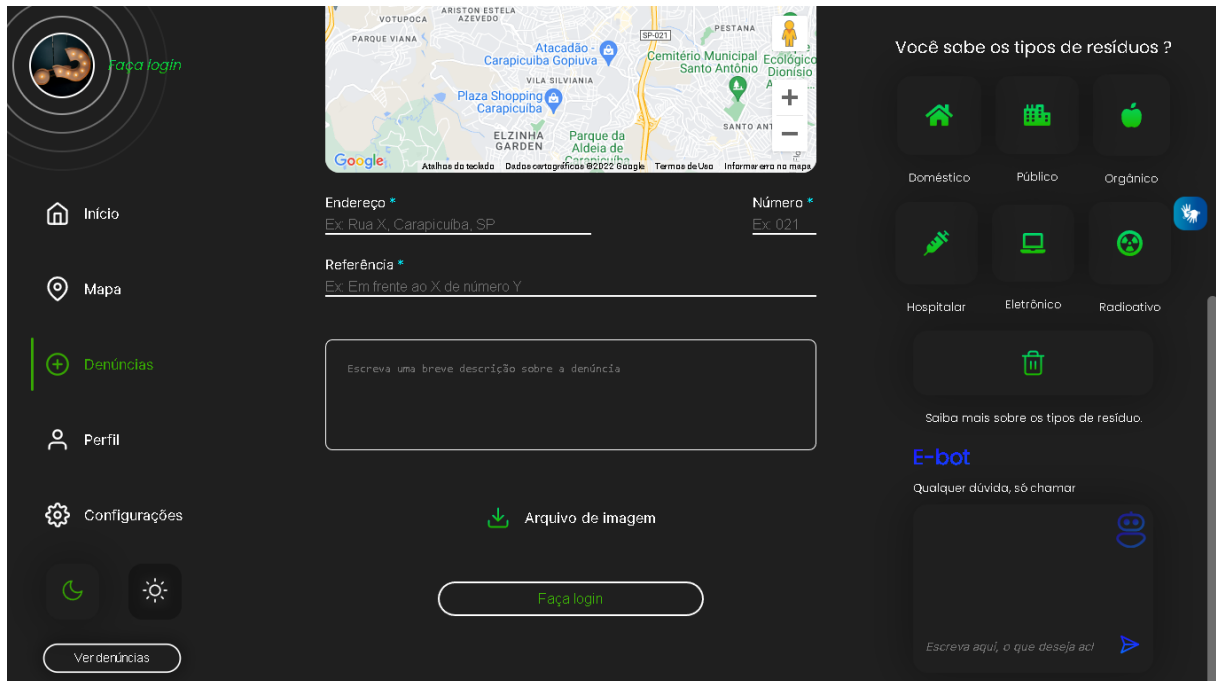 Faça login
Início
Mapa
Denúncias
Perfil
Configurações
Ver denúncias
VOTUPOCA
ARISTON ESTELA
AZEVEDO
PARQUE VIANA
SP-021
PESTANA
Atacadão -
Carapicuiba Gopiuva
Cemitério Municipal
Santo Antônio
Ecológico
Dionísio
VILA SILVIANIA
Plaza Shopping
Carapicuíba
ELZINHA
GARDEN
Parque da
Aldeia de
Carapicuíba
SANTO ANT
Google
Atalhos do teclado
Dados cartográficos ©2022 Google
Termos de Uso
Informar erro no mapa
Endereço *
Número *
Ex: Rua X, Carapicuíba, SP
Ex: 021
Referência *
Ex: Em frente ao X de número Y
Escreva uma breve descrição sobre a denúncia
Arquivo de imagem
Faça login
Você sabe os tipos de resíduos ?
Doméstico
Público
Orgânico
Hospitalar
Eletrônico
Radioativo
Saiba mais sobre os tipos de resíduo.
E-bot
Qualquer dúvida, só chamar
Escreva aqui, o que deseja acl